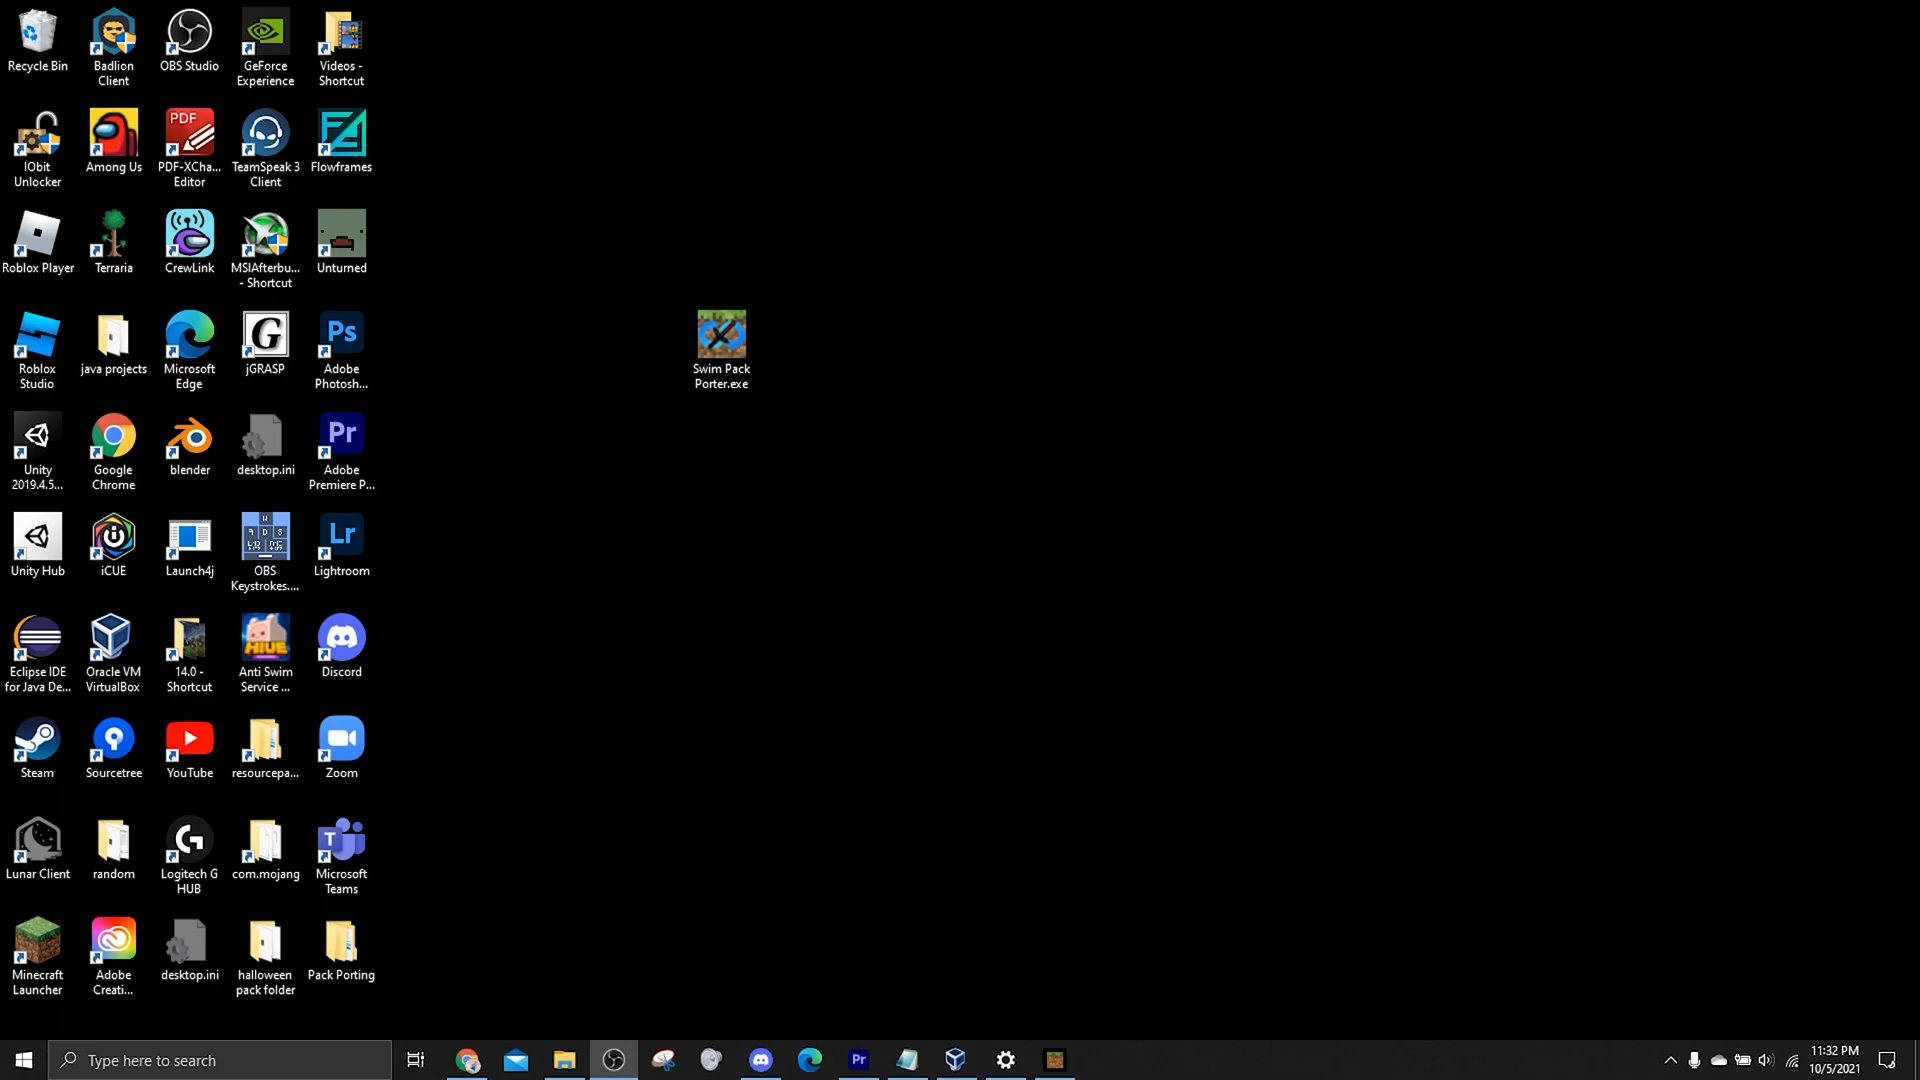 Recycle Bin
Badlion
Client
OBS Studio
GeForce
Experience
Videos -
Shortcut
IObit
Unlocker
Among Us
PDF
PDF-XCha...
Editor
TeamSpeak 3
Client
Flowframes
Roblox Player
Terraria
CrewLink
MSIAfterbu...
- Shortcut
Unturned
Roblox
Studio
java projects
Microsoft
Edge
G
jGRASP
Ps
Adobe
Photosh...
Swim Pack
Porter.exe
Unity
2019.4.5...
Google
Chrome
blender
desktop.ini
Pr
Adobe
Premiere P...
Unity Hub
iCUE
Launch4j
OBS
Keystrokes....
Lr
Lightroom
Eclipse IDE
for Java De...
Oracle VM
VirtualBox
14.0 -
Shortcut
HIVE
Anti Swim
Service ...
Discord
Steam
Sourcetree
YouTube
resourcepa...
Zoom
Lunar Client
random
Logitech G
HUB
com.mojang
T
Microsoft
Teams
Minecraft
Launcher
Adobe
Creati...
desktop.ini
halloween
pack folder
Pack Porting
Type here to search
Pr
11:32 PM
10/5/2021